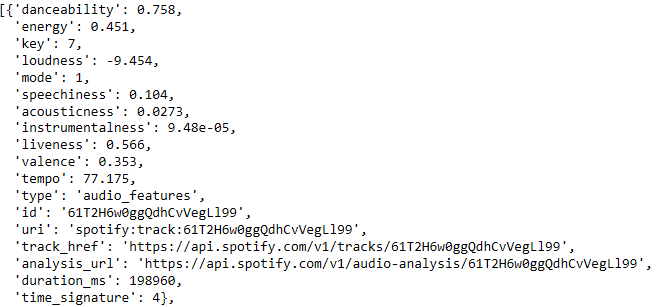 [{'danceability': 0.758,
'energy': 0.451,
'key': 7,
'loudness': -9.454,
'mode': 1,
'speechiness': 0.104,
'acousticness': 0.0273,
'instrumentalness': 9.48e-05,
'liveness': 0.566,
'valence': 0.353,
'tempo': 77.175,
'type': 'audio_features',
'id': '61T2H6w0ggQdhCvVegLl99',
'uri': 'spotify:track:61T2H6w0ggQdhCvVegLl99',
'track_href': 'https://api.spotify.com/v1/tracks/61T2H6w0ggQdhCvVegLl99',
'analysis_url': 'https://api.spotify.com/v1/audio-analysis/61T2H6w0ggQdhCvVegLl99',
'duration_ms': 198960,
'time_signature': 4},